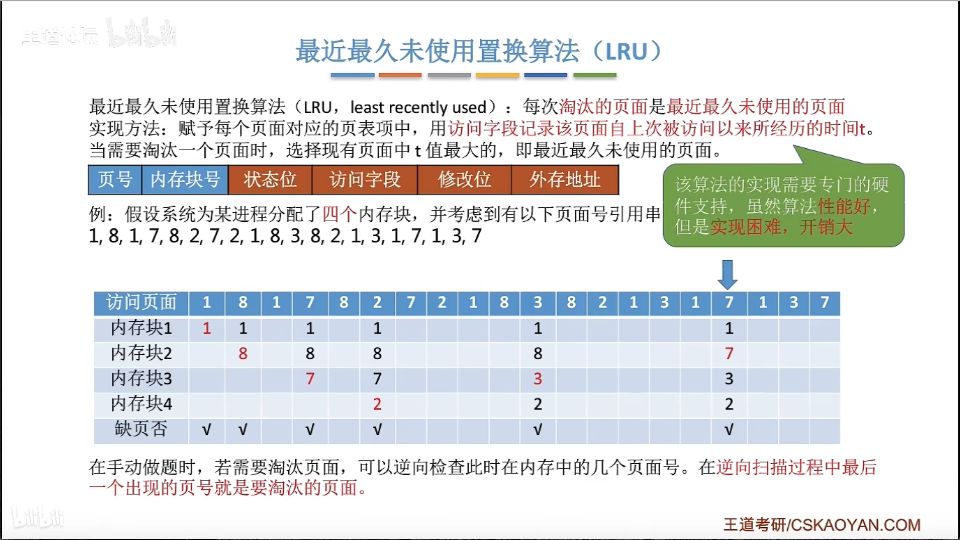 王道考研 bilibili
最近最久未使用置换算法（LRU）
最近最久未使用置换算法（LRU，least recently used）：每次淘汰的页面是最近最久未使用的页面
实现方法：赋予每个页面对应的页表项中，用访问字段记录该页面自上次被访问以来所经历的时间t。
当需要淘汰一个页面时，选择现有页面中 t 值最大的，即最近最久未使用的页面。
页号 内存块号 状态位 访问字段 修改位 外存地址
该算法的实现需要专门的硬
件支持，虽然算法性能好，
但是实现困难，开销大
例：假设系统为某进程分配了四个内存块，并考虑到有以下页面号引用串
1, 8, 1, 7, 8, 2, 7, 2, 1, 8, 3, 8, 2, 1, 3, 1, 7, 1, 3, 7
访问页面 1 8 1 7 8 2 7 2 1 8 3 8 2 1 3 1 7 1 3 7
内存块1 1 1 1 1 1 1
内存块2 8 8 8 8 7
内存块3 7 7 3 3
内存块4 2 2 2
缺页否 √ √ √ √ √ √
在手动做题时，若需要淘汰页面，可以逆向检查此时在内存中的几个页面号。在逆向扫描过程中最后
一个出现的页号就是要淘汰的页面。
bilibili
王道考研/CSKAOYAN.COM